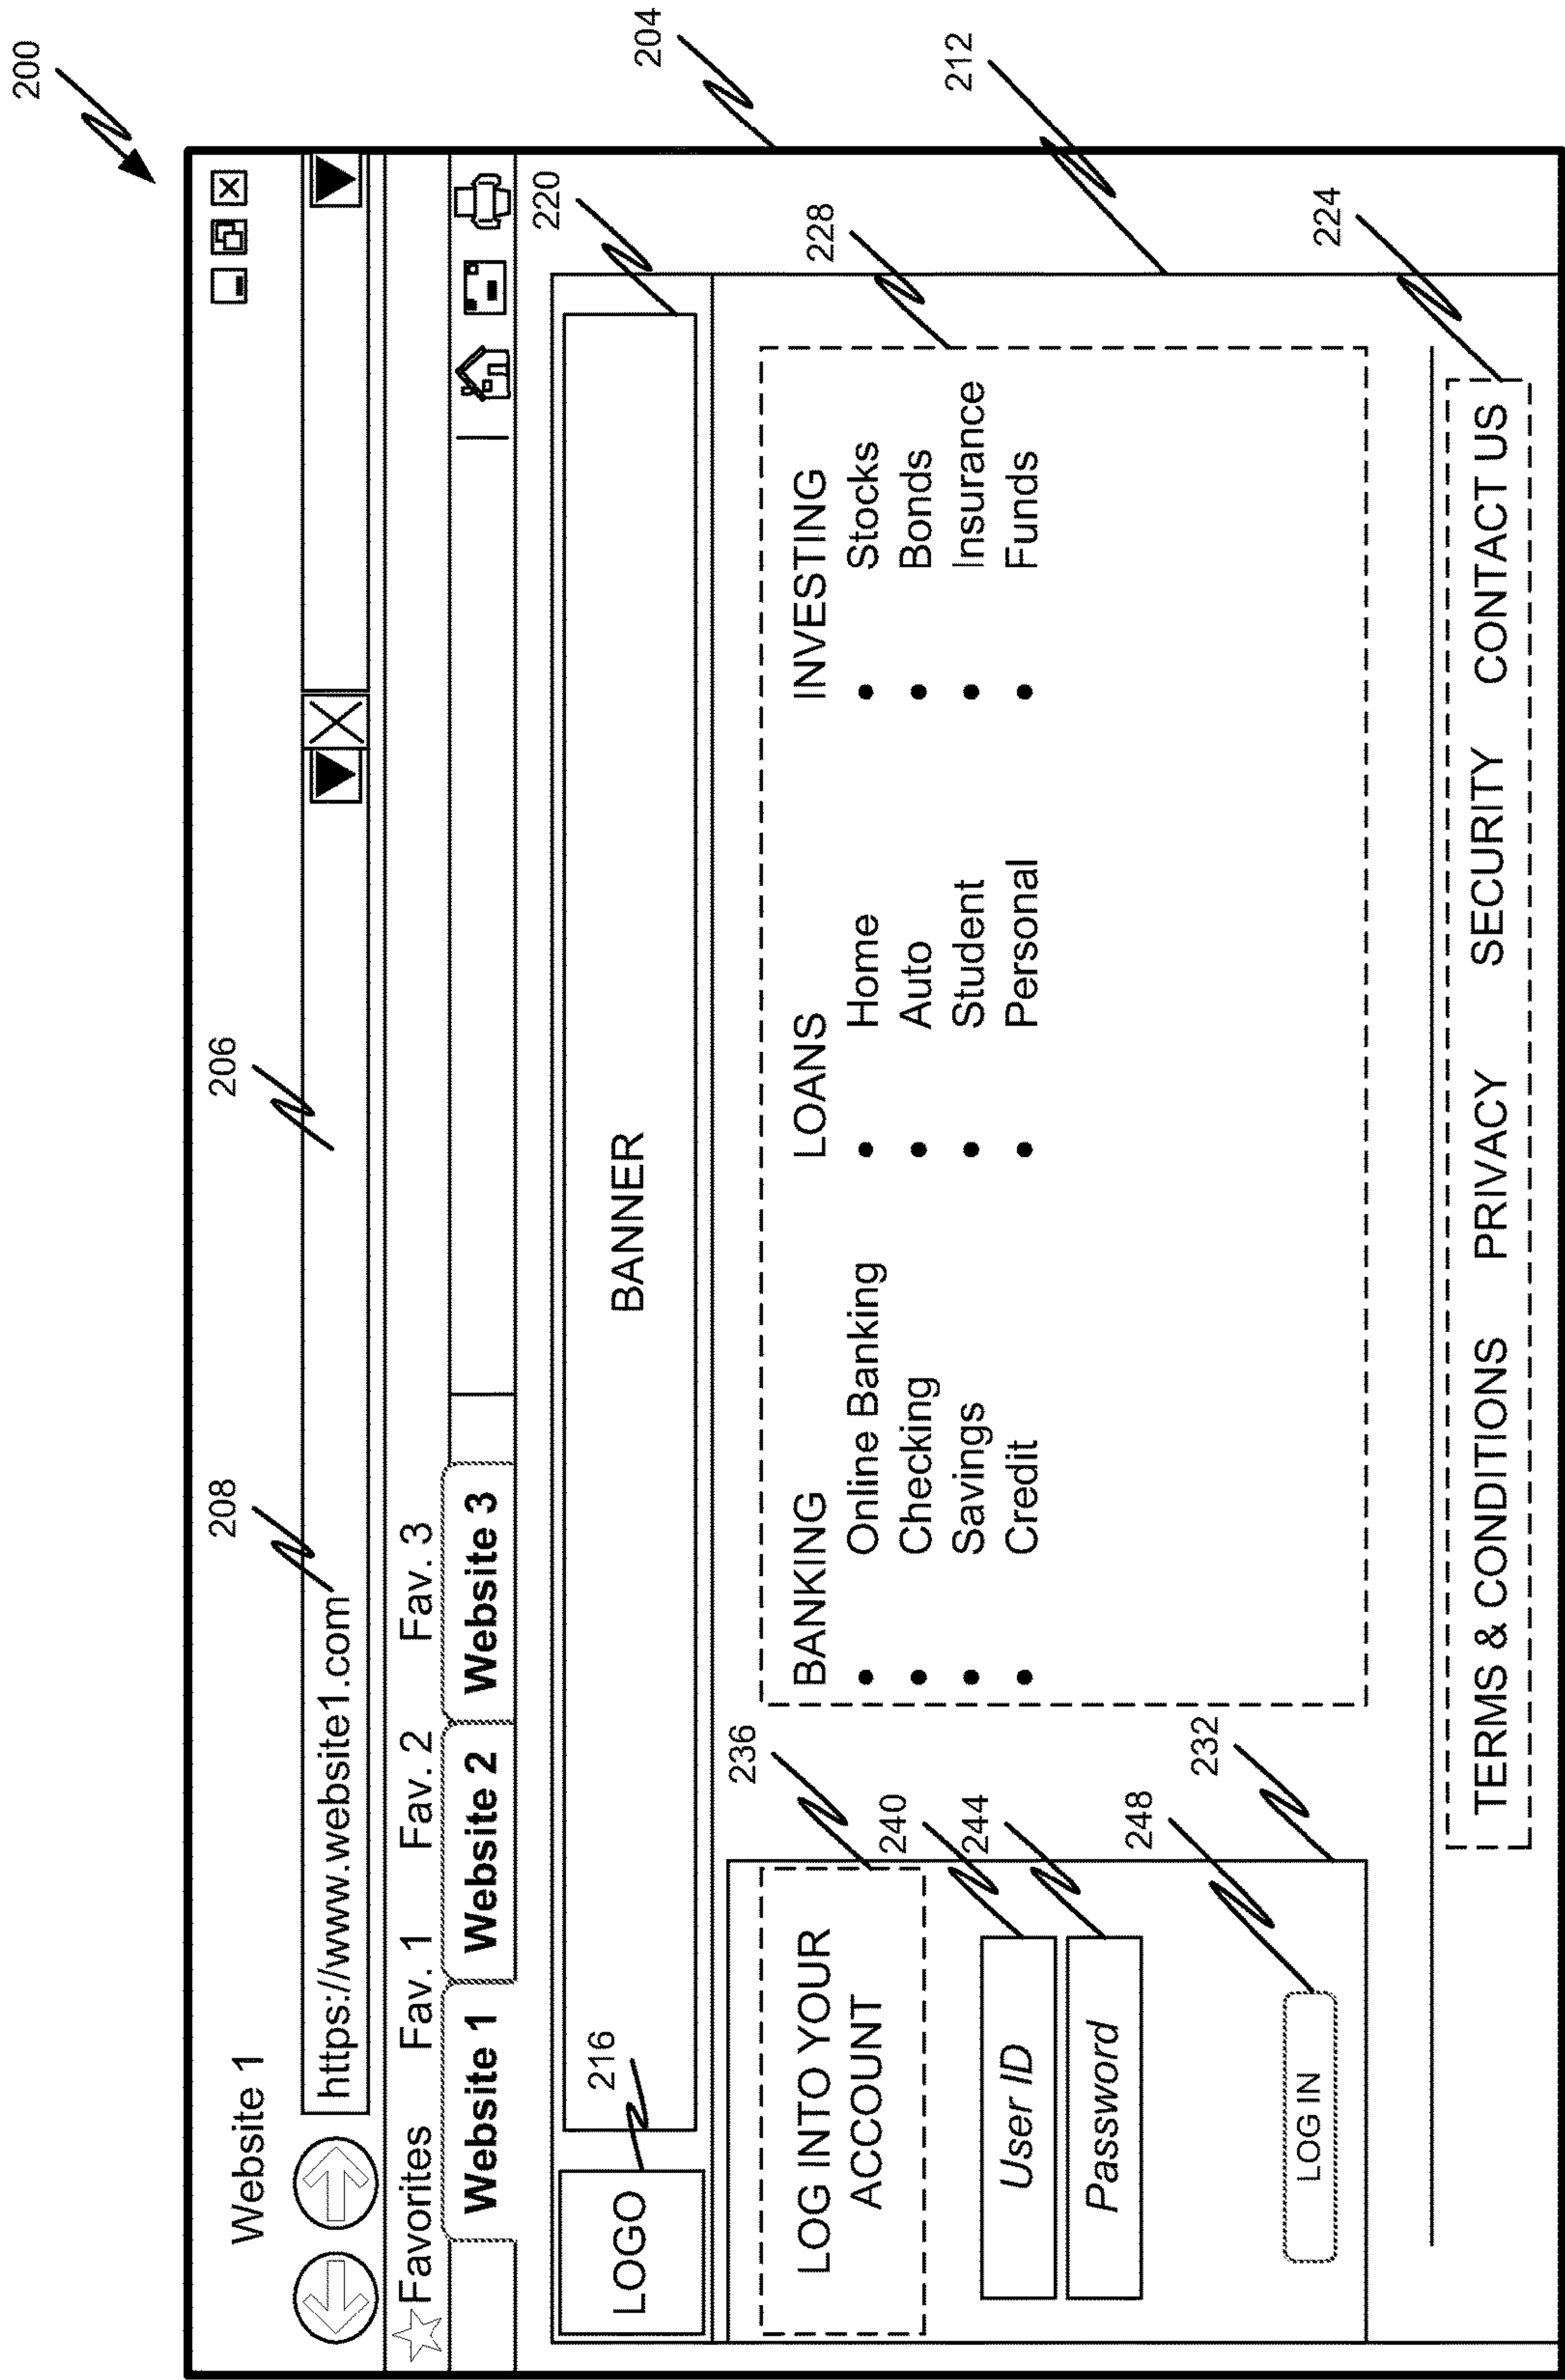 200
204
Website 1
208
206
https://www.website1.com
Favorites Fav. 1 Fav. 2 Fav. 3
Website 1 Website 2 Website 3
216
220
212
LOGO
BANNER
236
228
LOG INTO YOUR
ACCOUNT
BANKING LOANS INVESTING
• Online Banking • Home • Stocks
• Checking • Auto • Bonds
• Savings • Student • Insurance
• Credit • Personal • Funds
240
User ID
244
Password
248
LOG IN
232
224
TERMS & CONDITIONS PRIVACY SECURITY CONTACT US